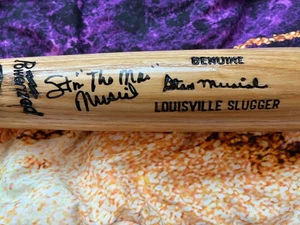 GENUINE
Stan "The Man"
Musial
Stan Musial
LOUISVILLE SLUGGER
Powerized